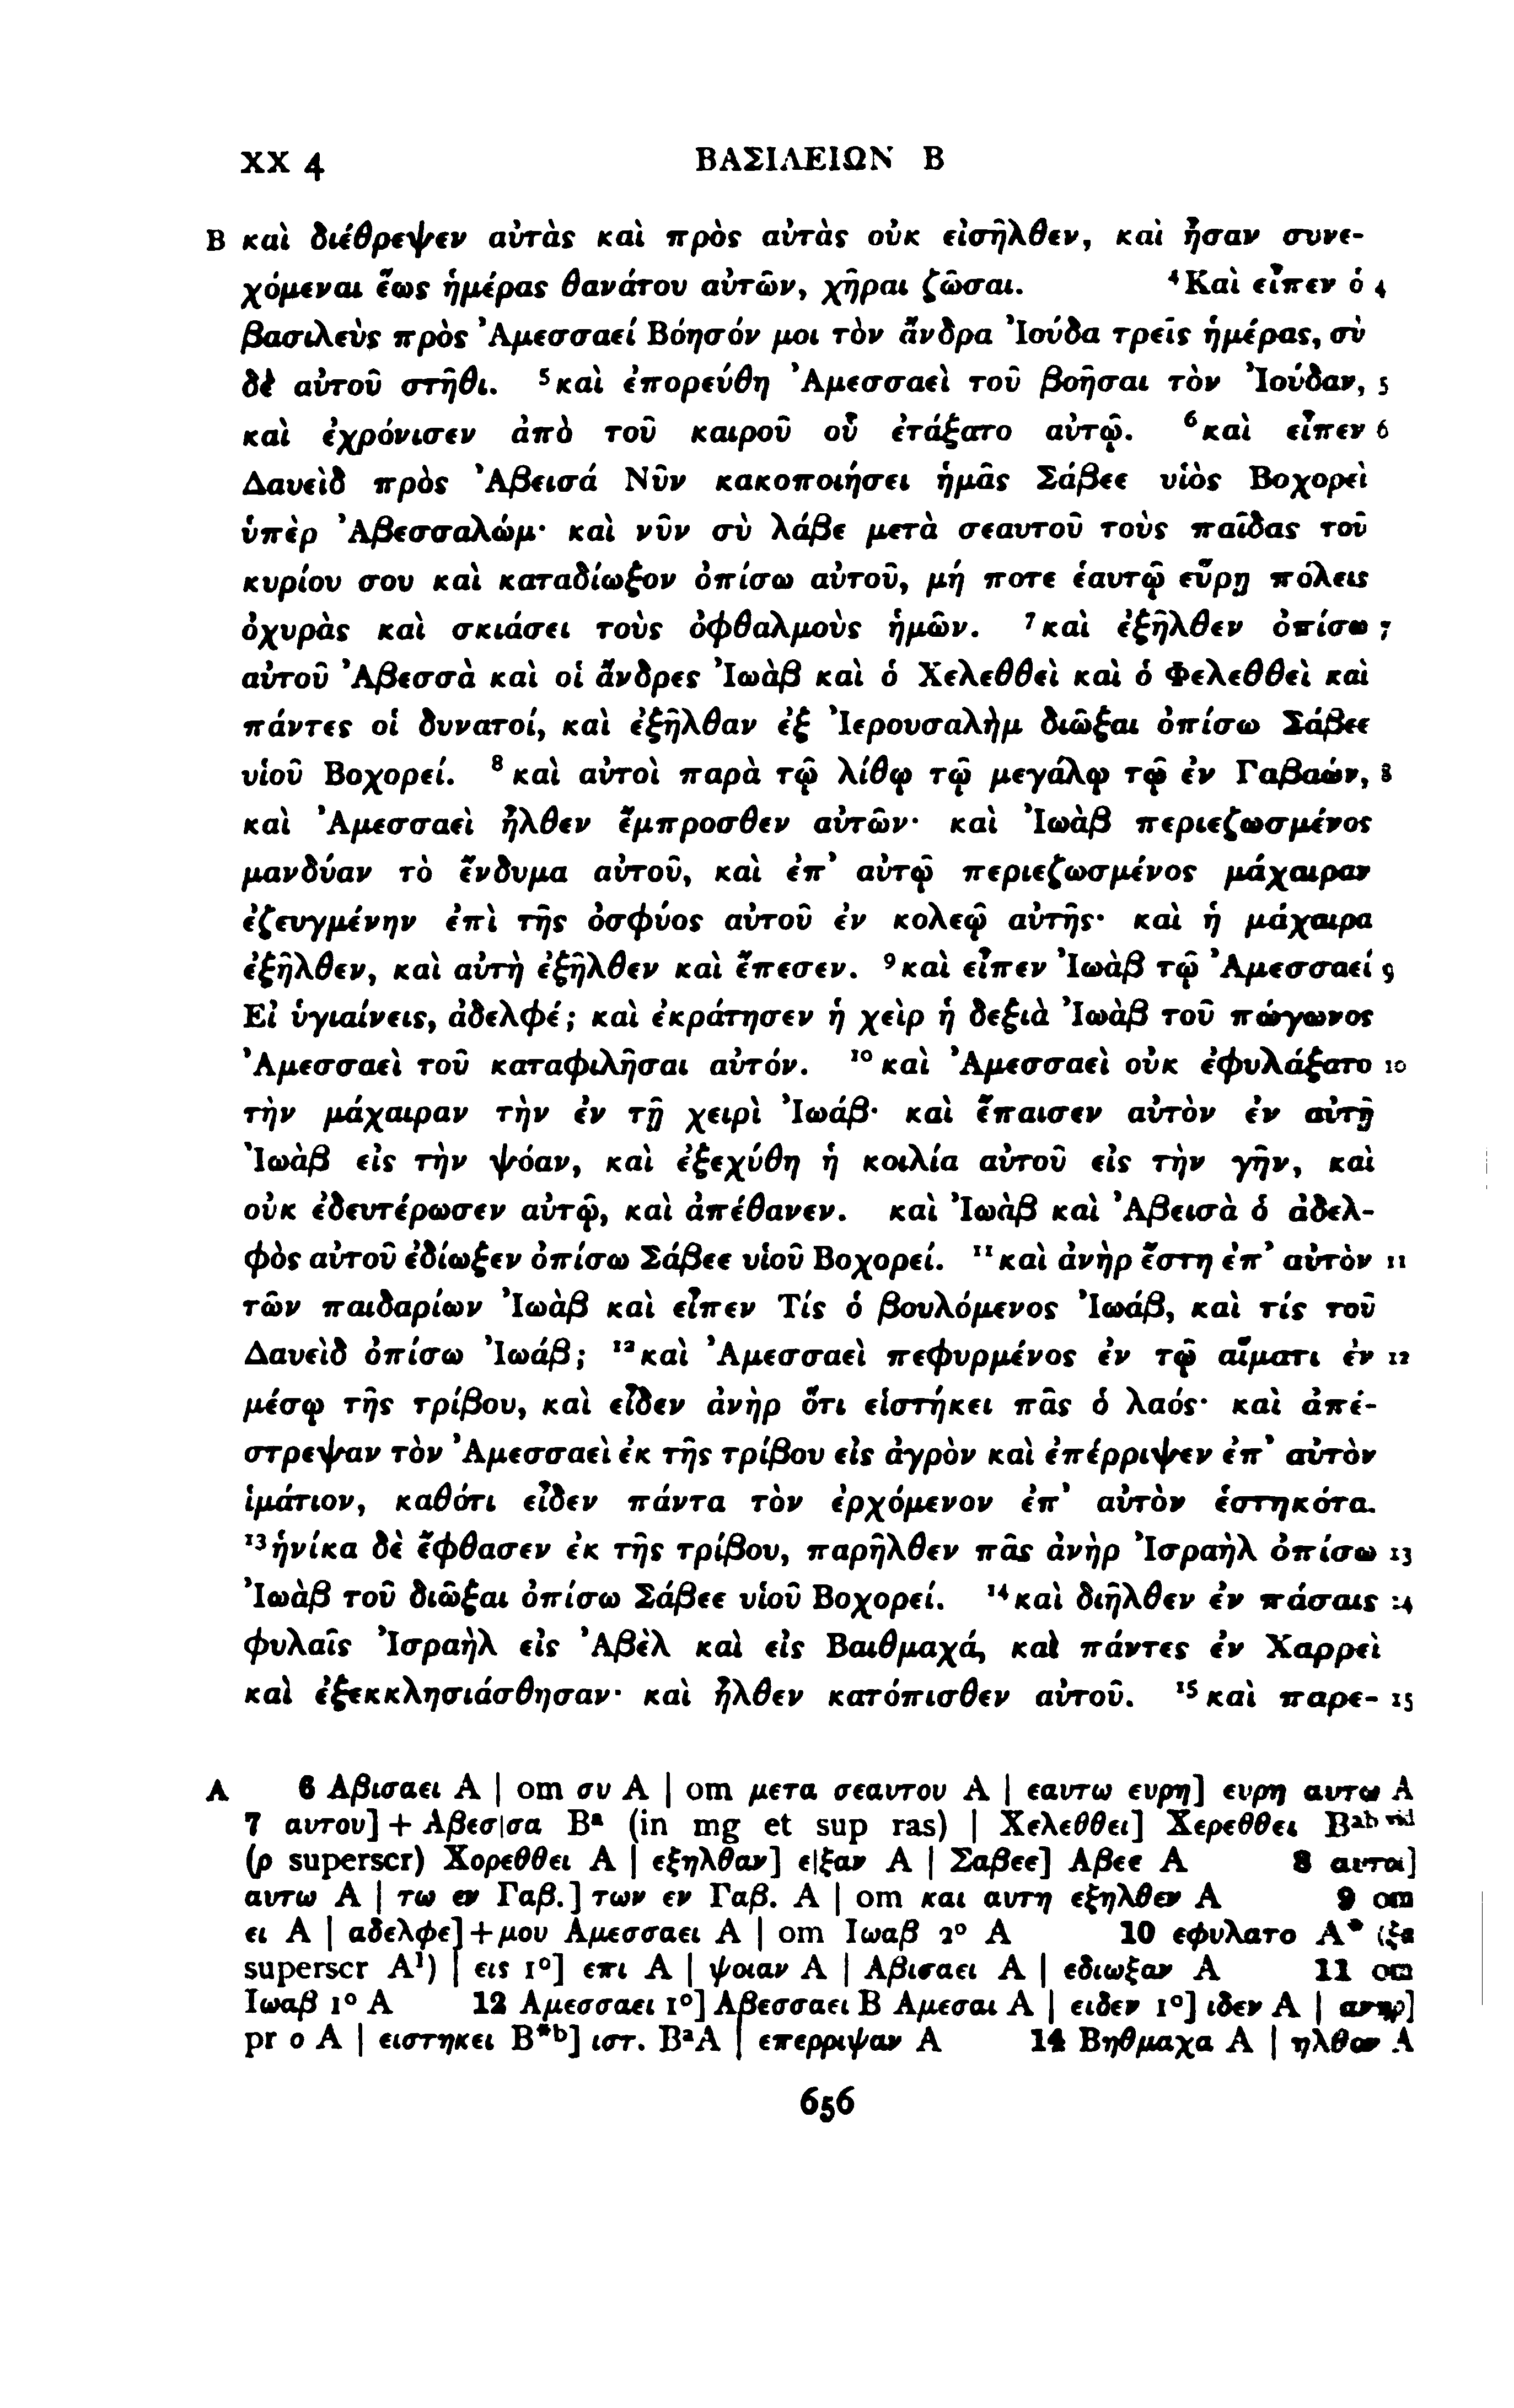 XX 4 ΒΑΣΙΛΕΙΩΝ Β
B καὶ διέθρεψεν αὐτὰς καὶ πρὸς αὐτὰς οὐκ εἰσῆλθεν, καὶ ἦσαν συνε-
χόμεναι ἕως ἡμέρας θανάτου αὐτῶν, χῆραι ζῶσαι. ⁴Καὶ εἶπεν ὁ 4
βασιλεὺς πρὸς Ἀμεσσαεί Βόησόν μοι τὸν ἄνδρα Ἰούδα τρεῖς ἡμέρας, σὺ
δὲ αὐτοῦ στῆθι. ⁵καὶ ἐπορεύθη Ἀμεσσαεὶ τοῦ βοῆσαι τὸν Ἰούδαν, 5
καὶ ἐχρόνισεν ἀπὸ τοῦ καιροῦ οὗ ἐτάξατο αὐτῷ. ⁶καὶ εἶπεν 6
Δαυεὶδ πρὸς Ἀβεισά Νῦν κακοποιήσει ἡμᾶς Σάβεε υἱὸς Βοχορεὶ
ὑπὲρ Ἀβεσσαλώμ· καὶ νῦν σὺ λάβε μετὰ σεαυτοῦ τοὺς παῖδας τοῦ
κυρίου σου καὶ καταδίωξον ὀπίσω αὐτοῦ, μή ποτε ἑαυτῷ εὕρῃ πόλεις
ὀχυρὰς καὶ σκιάσει τοὺς ὀφθαλμοὺς ἡμῶν. ⁷καὶ ἐξῆλθεν ὀπίσω 7
αὐτοῦ Ἀβεσσὰ καὶ οἱ ἄνδρες Ἰωὰβ καὶ ὁ Χελεθθεὶ καὶ ὁ Φελεθθεὶ καὶ
πάντες οἱ δυνατοί, καὶ ἐξῆλθαν ἐξ Ἰερουσαλὴμ διῶξαι ὀπίσω Σάβεε
υἱοῦ Βοχορεί. ⁸καὶ αὐτοὶ παρὰ τῷ λίθῳ τῷ μεγάλῳ τῷ ἐν Γαβαών, 8
καὶ Ἀμεσσαεὶ ἦλθεν ἔμπροσθεν αὐτῶν· καὶ Ἰωὰβ περιεζωσμένος
μανδύαν τὸ ἔνδυμα αὐτοῦ, καὶ ἐπ᾽ αὐτῷ περιεζωσμένος μάχαιραν
ἐζευγμένην ἐπὶ τῆς ὀσφύος αὐτοῦ ἐν κολεῷ αὐτῆς· καὶ ἡ μάχαιρα
ἐξῆλθεν, καὶ αὐτὴ ἐξῆλθεν καὶ ἔπεσεν. ⁹καὶ εἶπεν Ἰωὰβ τῷ Ἀμεσσαεί 9
Εἰ ὑγιαίνεις, ἀδελφέ; καὶ ἐκράτησεν ἡ χεὶρ ἡ δεξιὰ Ἰωὰβ τοῦ πώγωνος
Ἀμεσσαεὶ τοῦ καταφιλῆσαι αὐτόν. ¹⁰καὶ Ἀμεσσαεὶ οὐκ ἐφυλάξατο 10
τὴν μάχαιραν τὴν ἐν τῇ χειρὶ Ἰωάβ· καὶ ἔπαισεν αὐτὸν ἐν αὐτῇ
Ἰωὰβ εἰς τὴν ψόαν, καὶ ἐξεχύθη ἡ κοιλία αὐτοῦ εἰς τὴν γῆν, καὶ
οὐκ ἐδευτέρωσεν αὐτῷ, καὶ ἀπέθανεν. καὶ Ἰωὰβ καὶ Ἀβεισὰ ὁ ἀδελ-
φὸς αὐτοῦ ἐδίωξεν ὀπίσω Σάβεε υἱοῦ Βοχορεί. ¹¹καὶ ἀνὴρ ἔστη ἐπ᾽ αὐτὸν 11
τῶν παιδαρίων Ἰωὰβ καὶ εἶπεν Τίς ὁ βουλόμενος Ἰωάβ, καὶ τίς τοῦ
Δαυεὶδ ὀπίσω Ἰωάβ; ¹²καὶ Ἀμεσσαεὶ πεφυρμένος ἐν τῷ αἵματι ἐν 12
μέσῳ τῆς τρίβου, καὶ εἶδεν ἀνὴρ ὅτι εἱστήκει πᾶς ὁ λαός· καὶ ἀπέ-
στρεψαν τὸν Ἀμεσσαεὶ ἐκ τῆς τρίβου εἰς ἀγρὸν καὶ ἐπέρριψεν ἐπ᾽ αὐτὸν
ἱμάτιον, καθότι εἶδεν πάντα τὸν ἐρχόμενον ἐπ᾽ αὐτὸν ἑστηκότα.
¹³ἡνίκα δὲ ἔφθασεν ἐκ τῆς τρίβου, παρῆλθεν πᾶς ἀνὴρ Ἰσραὴλ ὀπίσω 13
Ἰωὰβ τοῦ διῶξαι ὀπίσω Σάβεε υἱοῦ Βοχορεί. ¹⁴καὶ διῆλθεν ἐν πάσαις 14
φυλαῖς Ἰσραὴλ εἰς Ἀβὲλ καὶ εἰς Βαιθμαχά, καὶ πάντες ἐν Χαρρεὶ
καὶ ἐξεκκλησιάσθησαν· καὶ ἦλθεν κατόπισθεν αὐτοῦ. ¹⁵καὶ παρε- 15
A 6 Αβισαει A | om συ A | om μετα σεαυτου A | εαυτω ευρη] ευρη αυτω A
7 αυτου] + Αβεσ|σα Bᵃ (in mg et sup ras) | Χελεθθει] Χερεθθει Bᵃᵇ ᵛⁱᵈ
(ρ superscr) Χορεθθει A | εξηλθαν] ε|ξαν A | Σαβεε] Αβεε A 8 αυτοι]
αυτω A | τω εν Γαβ.] των εν Γαβ. A | om και αυτη εξηλθεν A 9 om
ει A | αδελφε]+μου Αμεσσαει A | om Ιωαβ 2° A 10 εφυλατο A* (ξα
superscr A¹) | εις 1°] επι A | ψοιαν A | Αβισαει A | εδιωξαν A 11 om
Ιωαβ 1° A 12 Αμεσσαει 1°] Αβεσσαει B Αμεσαι A | ειδεν 1°] ιδεν A | ανηρ]
pr ο A | ειστηκει B*ᵇ] ιστ. BᵃA | επερριψαν A 14 Βηθμαχα A | ηλθον A
656